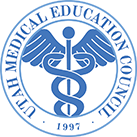 UTAH MEDICAL EDUCATION COUNCIL
· 1997 ·